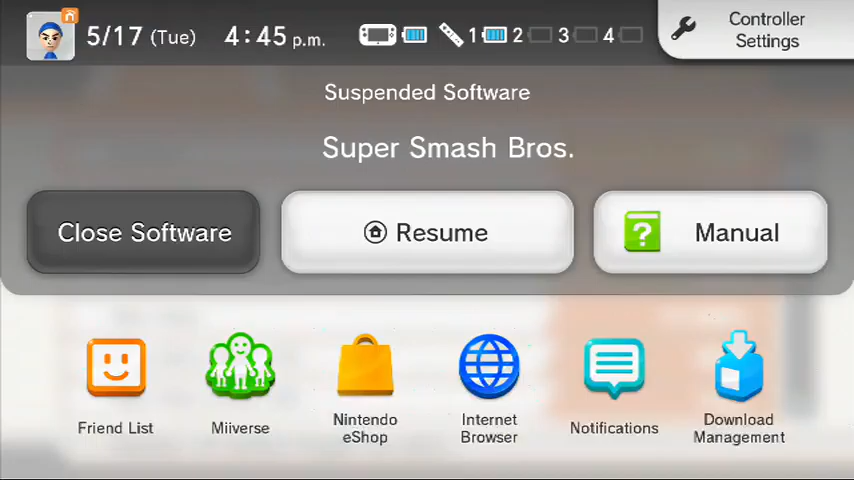 5/17 (Tue) 4:45 p.m. 1 2 3 4
Controller
Settings
Suspended Software
Super Smash Bros.
Close Software
Resume
? Manual
Friend List
Miiverse
Nintendo
eShop
Internet
Browser
Notifications
Download
Management